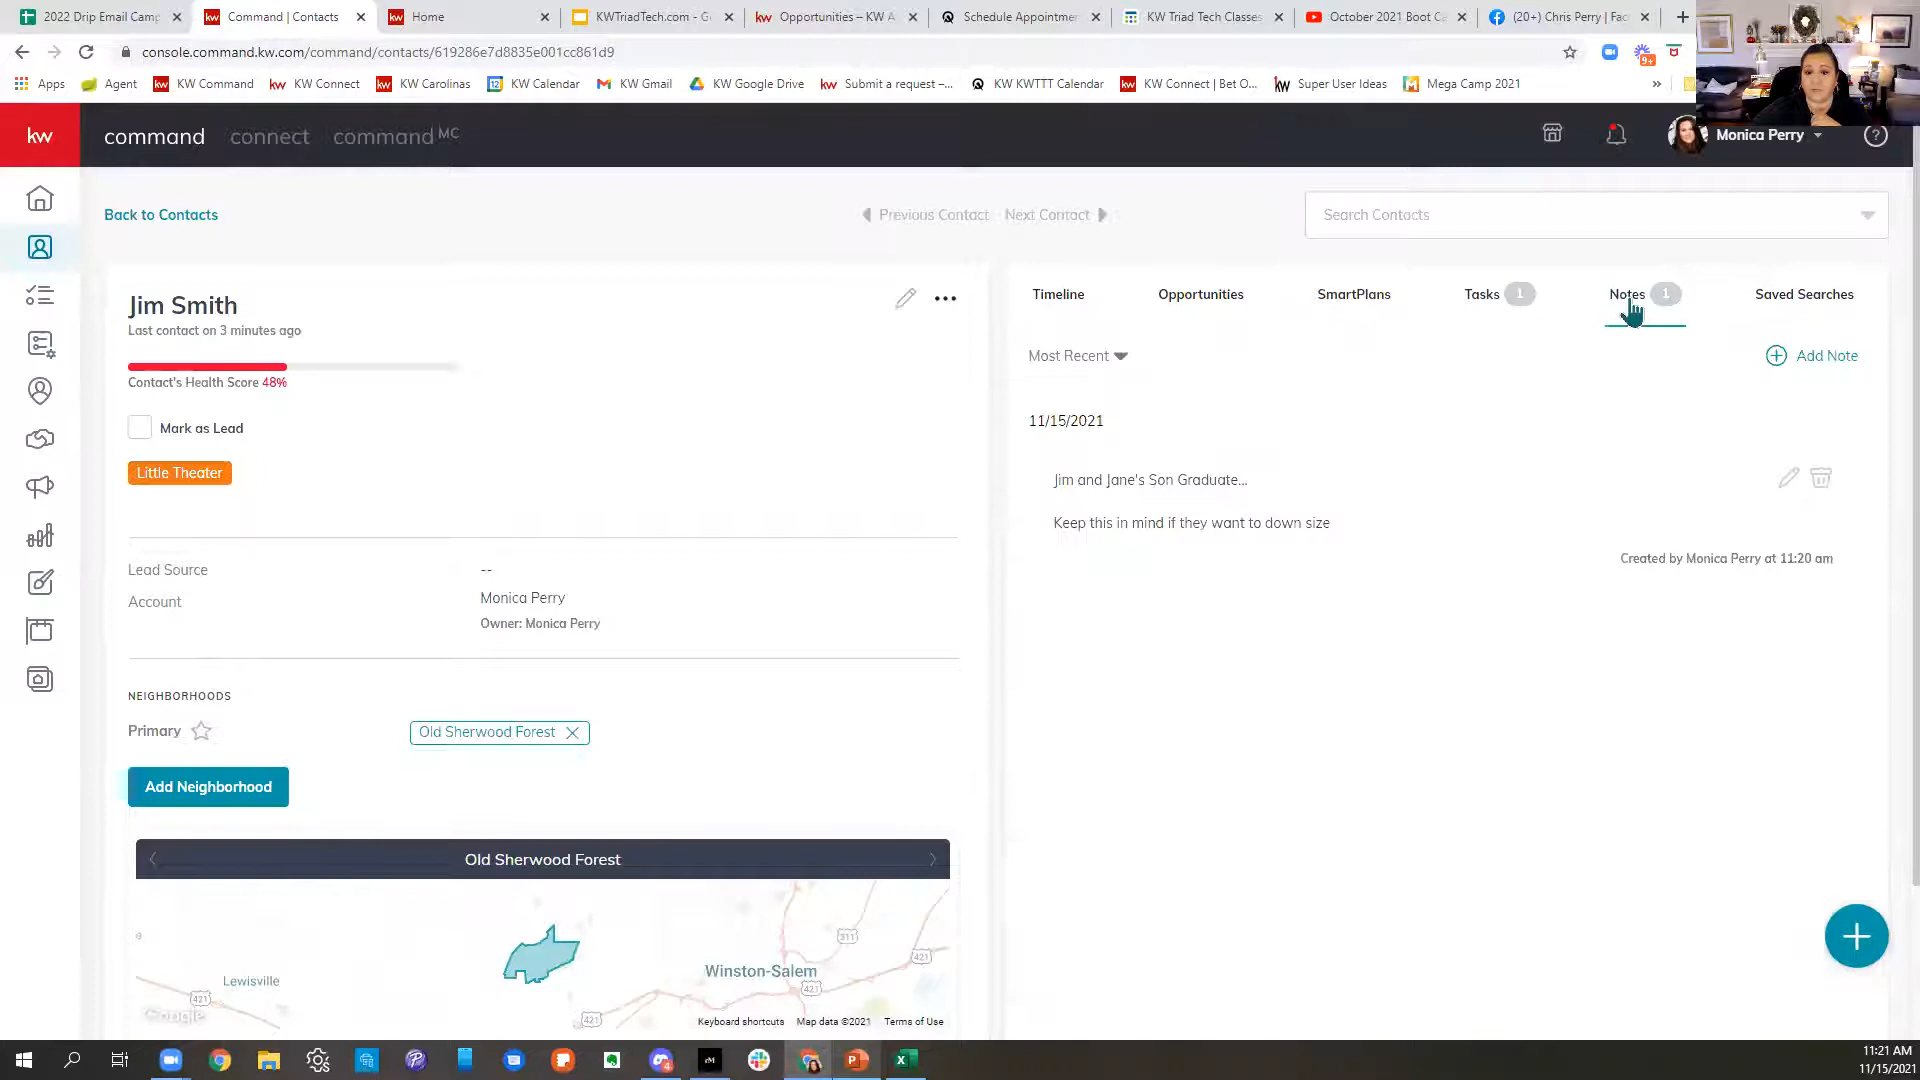 2022 Drip Email Camp
Command | Contacts
Home
KWTriadTech.com - G
Opportunities – KW A
Schedule Appointmen
KW Triad Tech Classes
October 2021 Boot Ca
(20+) Chris Perry | Fac
console.command.kw.com/command/contacts/619286e7d8835e001cc861d9
9+
Apps
Agent
KW Command
KW Connect
KW Carolinas
KW Calendar
KW Gmail
KW Google Drive
Submit a request –...
KW KWTTT Calendar
KW Connect | Bet O...
Super User Ideas
Mega Camp 2021
kw
command
connect
command MC
Monica Perry
Back to Contacts
Previous Contact
Next Contact
Search Contacts
Jim Smith
Last contact on 3 minutes ago
Contact's Health Score 48%
Mark as Lead
Little Theater
Lead Source
--
Account
Monica Perry
Owner: Monica Perry
NEIGHBORHOODS
Primary
Old Sherwood Forest
Add Neighborhood
Old Sherwood Forest
Lewisville
Winston-Salem
311
421
421
421
421
Google
Keyboard shortcuts
Map data ©2021
Terms of Use
Timeline
Opportunities
SmartPlans
Tasks 1
Notes 1
Saved Searches
Most Recent
Add Note
11/15/2021
Jim and Jane's Son Graduate...
Keep this in mind if they want to down size
Created by Monica Perry at 11:20 am
11:21 AM
11/15/2021